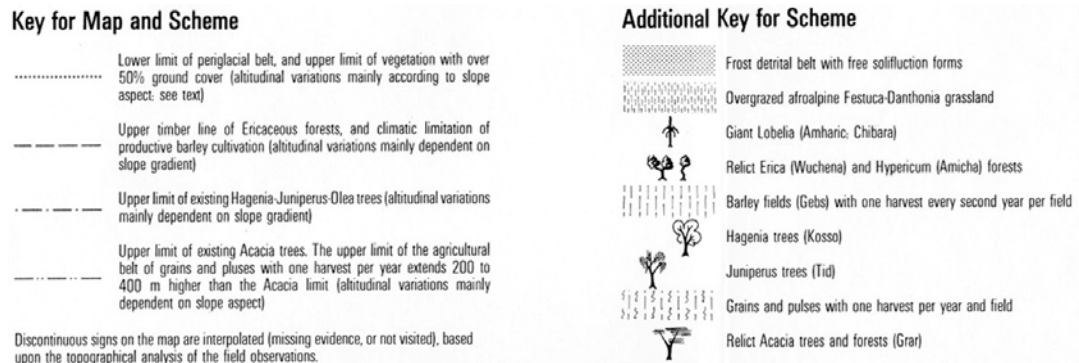 Key for Map and Scheme
Lower limit of periglacial belt, and upper limit of vegetation with over
50% ground cover (altitudinal variations mainly according to slope
aspect; see text)
Upper timber line of Ericaceous forests, and climatic limitation of
productive barley cultivation (altitudinal variations mainly dependent on
slope gradient)
Upper limit of existing Hagenia-Juniperus-Olea trees (altitudinal variations
mainly dependent on slope gradient)
Upper limit of existing Acacia trees. The upper limit of the agricultural
belt of grains and pluses with one harvest per year extends 200 to
400 m higher than the Acacia limit (altitudinal variations mainly
dependent on slope aspect)
Discontinuous signs on the map are interpolated (missing evidence, or not visited), based
upon the topographical analysis of the field observations.
Additional Key for Scheme
Frost detrital belt with free solifluction forms
Overgrazed afroalpine Festuca-Danthonia grassland
Giant Lobelia (Amharic: Chibara)
Relict Erica (Wuchena) and Hypericum (Amicha) forests
Barley fields (Gebs) with one harvest every second year per field
Hagenia trees (Kosso)
Juniperus trees (Tid)
Grains and pulses with one harvest per year and field
Relict Acacia trees and forests (Grar)